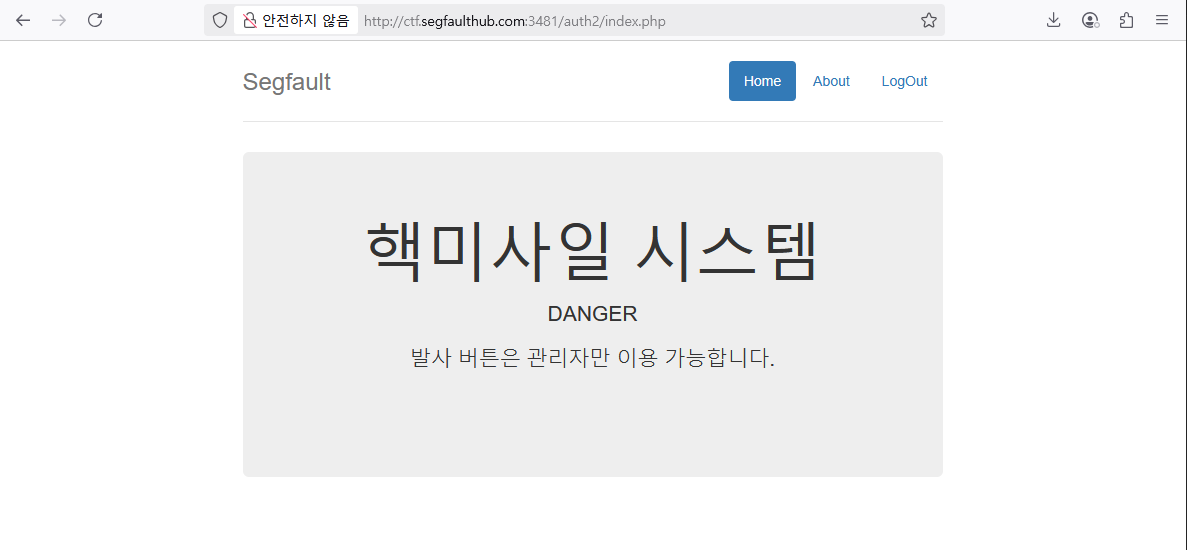 안전하지 않음 http://ctf.segfaulthub.com:3481/auth2/index.php
Segfault Home About LogOut
핵미사일 시스템
DANGER
발사 버튼은 관리자만 이용 가능합니다.